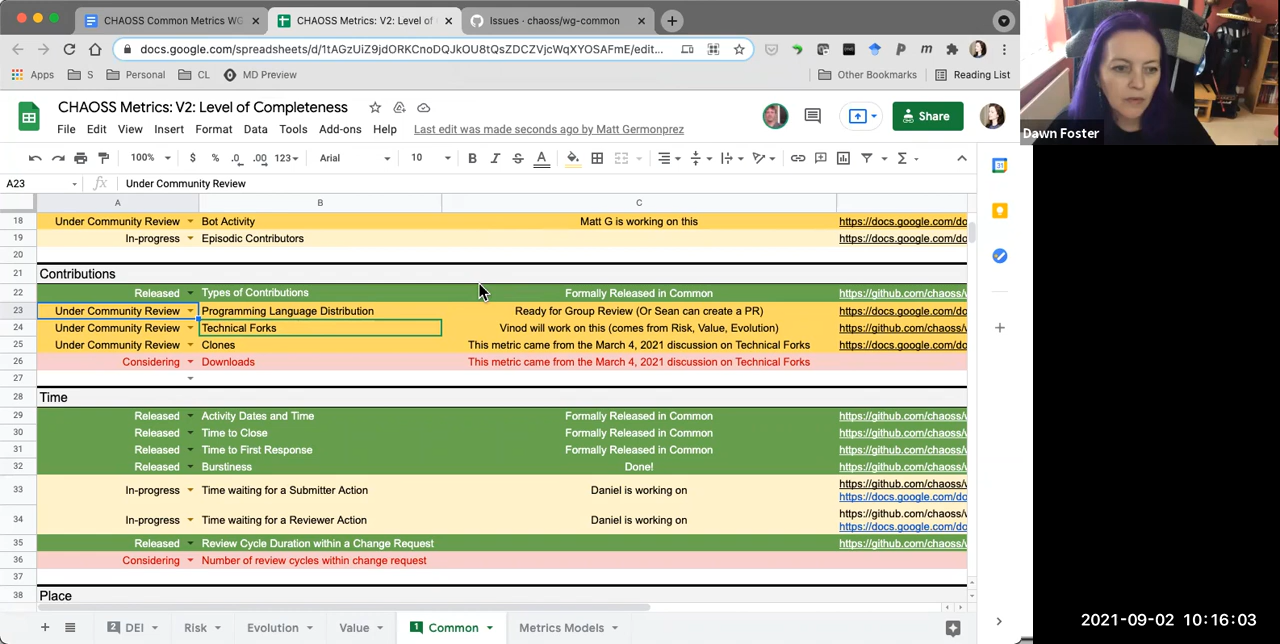 CHAOSS Common Metrics WG
CHAOSS Metrics: V2: Level of
Issues · chaoss/wg-common
docs.google.com/spreadsheets/d/1tAGzUiZ9jdORKCnoDQJkOU8tQsZDCZVjcWqXYOSAFmE/edit...
Apps
S
Personal
CL
MD Preview
Other Bookmarks
Reading List
CHAOSS Metrics: V2: Level of Completeness
Share
File Edit View Insert Format Data Tools Add-ons Help Last edit was made seconds ago by Matt Germonprez
100% $ % .0 .00 123 Arial 10 B I S A
A23 fx Under Community Review
A B C
18 Under Community Review Bot Activity Matt G is working on this https://docs.google.com/do
19 In-progress Episodic Contributors https://docs.google.com/do
20
21 Contributions
22 Released Types of Contributions Formally Released in Common https://github.com/chaoss/v
23 Under Community Review Programming Language Distribution Ready for Group Review (Or Sean can create a PR) https://docs.google.com/do
24 Under Community Review Technical Forks Vinod will work on this (comes from Risk, Value, Evolution) https://github.com/chaoss/v
25 Under Community Review Clones This metric came from the March 4, 2021 discussion on Technical Forks https://docs.google.com/do
26 Considering Downloads This metric came from the March 4, 2021 discussion on Technical Forks
27
28 Time
29 Released Activity Dates and Time Formally Released in Common https://github.com/chaoss/v
30 Released Time to Close Formally Released in Common https://github.com/chaoss/v
31 Released Time to First Response Formally Released in Common https://github.com/chaoss/v
32 Released Burstiness Done! https://github.com/chaoss/v
33 In-progress Time waiting for a Submitter Action Daniel is working on https://github.com/chaoss/v
https://docs.google.com/do
34 In-progress Time waiting for a Reviewer Action Daniel is working on https://github.com/chaoss/v
https://docs.google.com/do
35 Released Review Cycle Duration within a Change Request https://github.com/chaoss/v
36 Considering Number of review cycles within change request
37
38 Place
2 DEI Risk Evolution Value 1 Common Metrics Models
Dawn Foster
31
2021-09-02 10:16:03